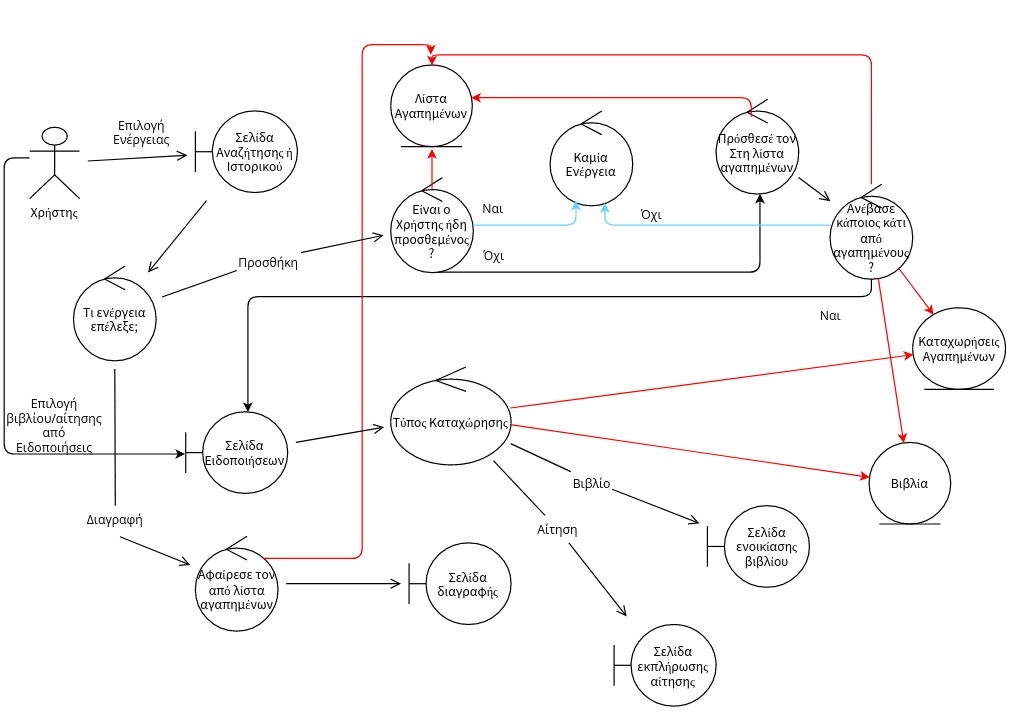 Λίστα
Αγαπημένων
Επιλογή
Ενέργειας
Σελίδα
Αναζήτησης ή
Ιστορικού
Καμία
Ενέργεια
Πρόσθεσέ τον
Στη λίστα
αγαπημένων
Χρήστης
Είναι ο
Χρήστης ήδη
προσθεμένος
?
Ναι
Όχι
Όχι
Ανέβασε
κάποιος κάτι
από
αγαπημένους
?
Προσθήκη
Τι ενέργεια
επέλεξε;
Ναι
Καταχωρήσεις
Αγαπημένων
Επιλογή
βιβλίου/αίτησης
από
Ειδοποιήσεις
Σελίδα
Ειδοποιήσεων
Τύπος Καταχώρησης
Βιβλίο
Βιβλία
Διαγραφή
Αίτηση
Σελίδα
ενοικίασης
βιβλίου
Αφαίρεσε τον
από λίστα
αγαπημένων
Σελίδα
διαγραφής
Σελίδα
εκπλήρωσης
αίτησης